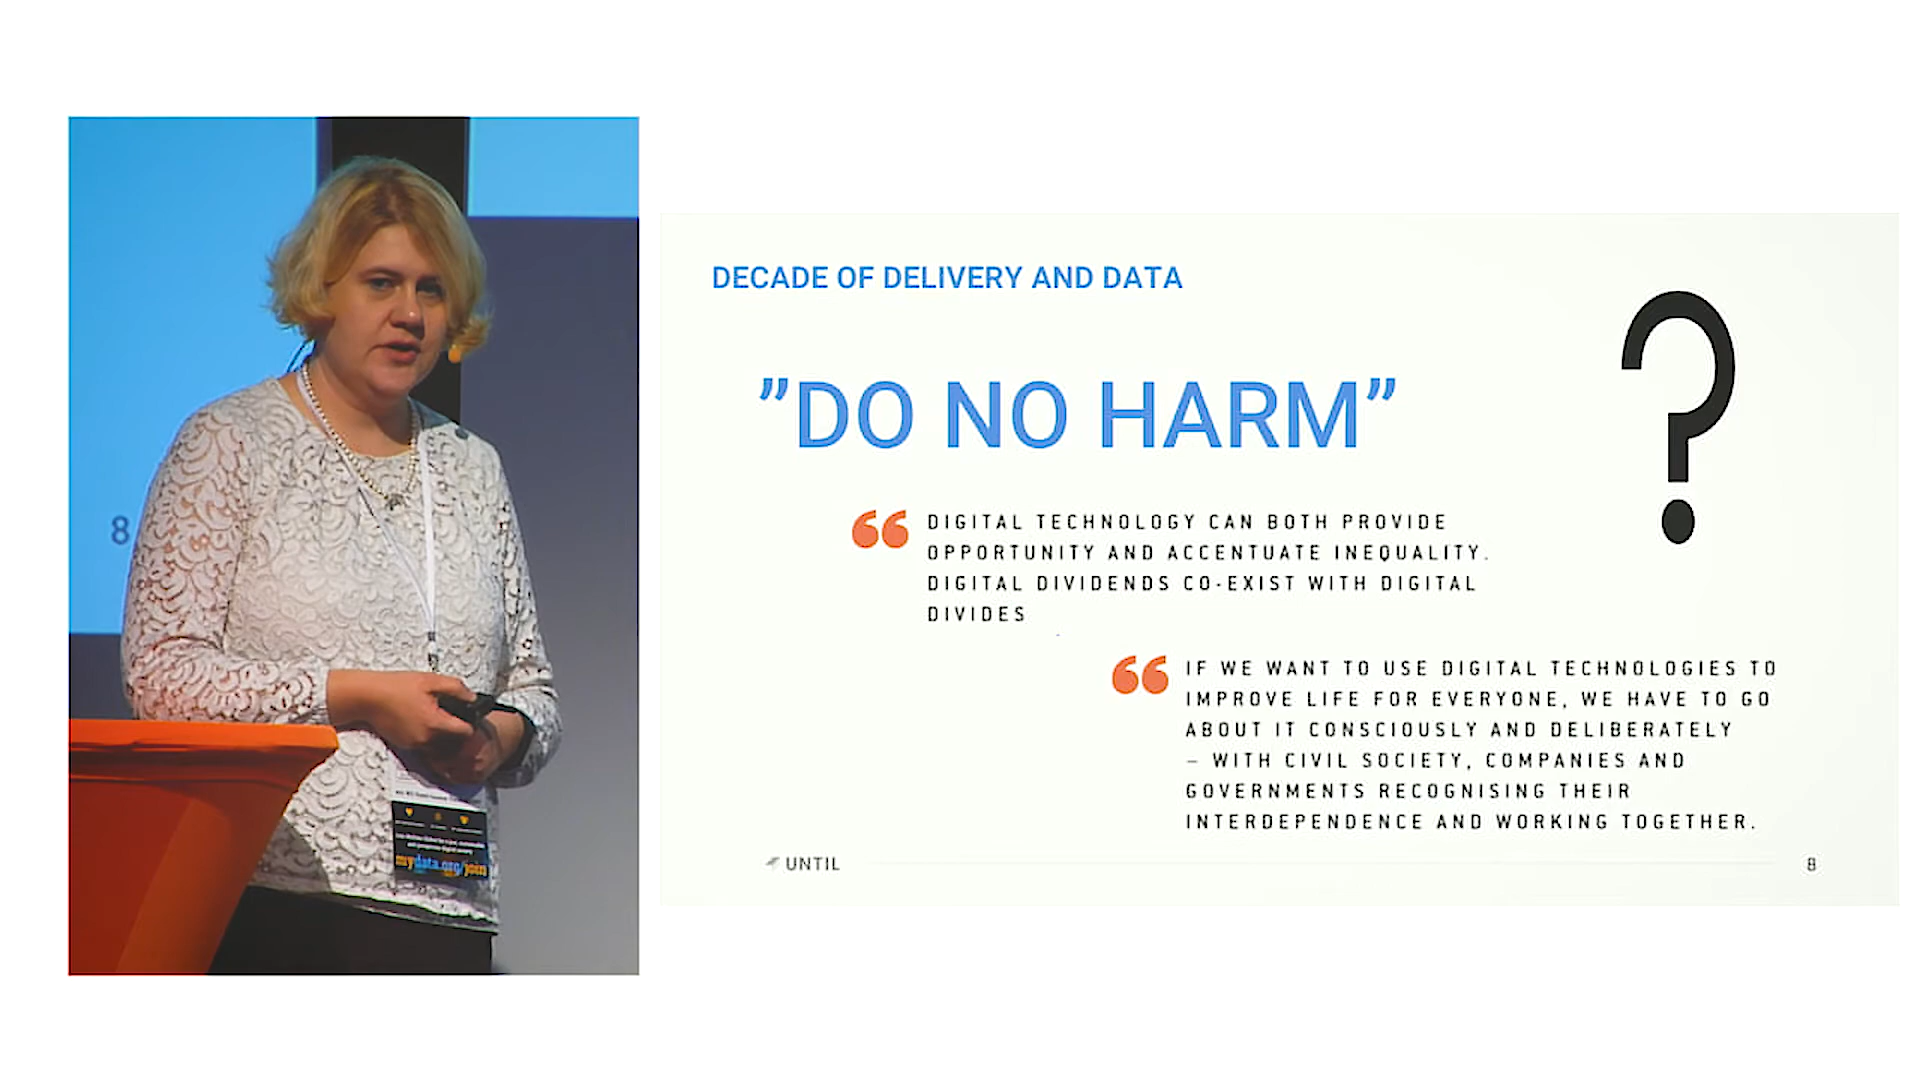 8
mydata.org/join
DECADE OF DELIVERY AND DATA
”DO NO HARM”
?
“ DIGITAL TECHNOLOGY CAN BOTH PROVIDE
OPPORTUNITY AND ACCENTUATE INEQUALITY.
DIGITAL DIVIDENDS CO-EXIST WITH DIGITAL
DIVIDES
“ IF WE WANT TO USE DIGITAL TECHNOLOGIES TO
IMPROVE LIFE FOR EVERYONE, WE HAVE TO GO
ABOUT IT CONSCIOUSLY AND DELIBERATELY
– WITH CIVIL SOCIETY, COMPANIES AND
GOVERNMENTS RECOGNISING THEIR
INTERDEPENDENCE AND WORKING TOGETHER.
UNTIL
8